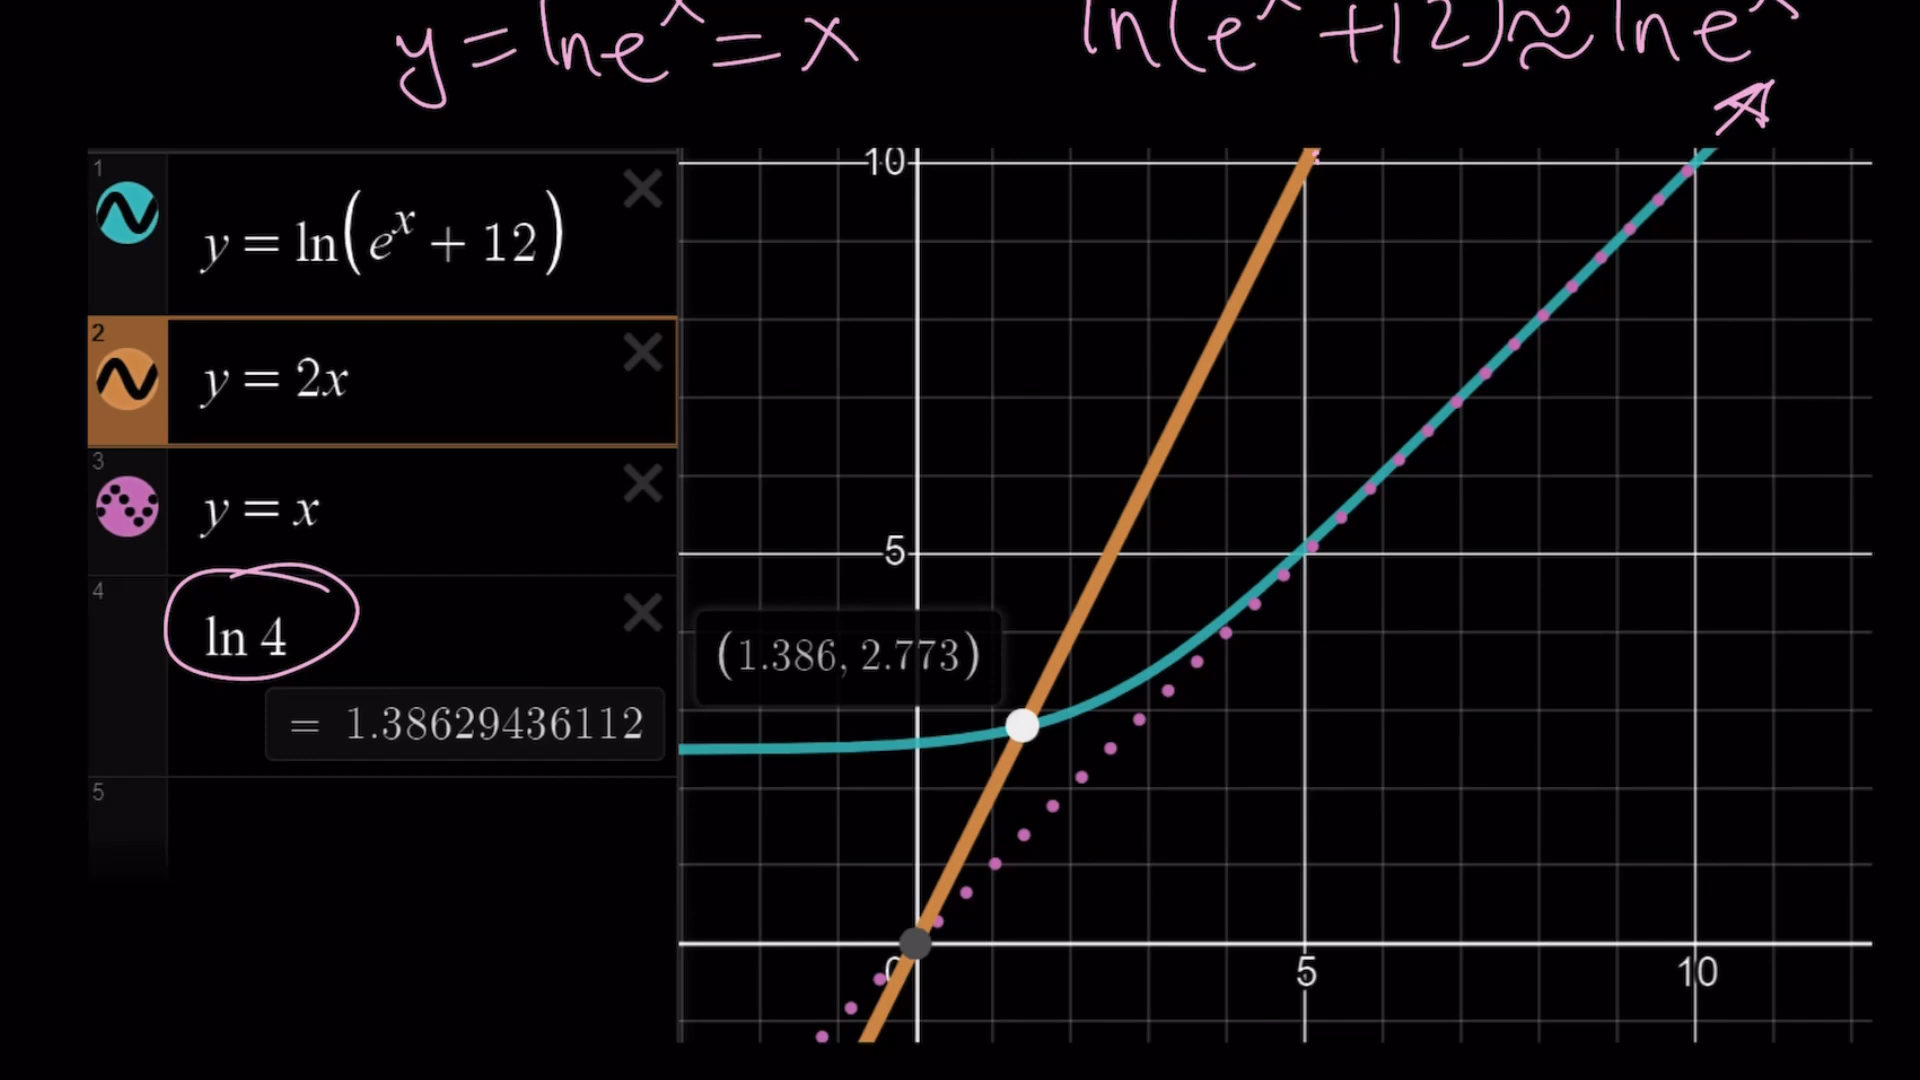 y = ln e^x = x
ln(e^x + 12) ≈ ln e^x
1
y = ln(e^x + 12)
2
y = 2x
3
y = x
4
ln 4
= 1.38629436112
5
(1.386, 2.773)
10
5
0
5
10